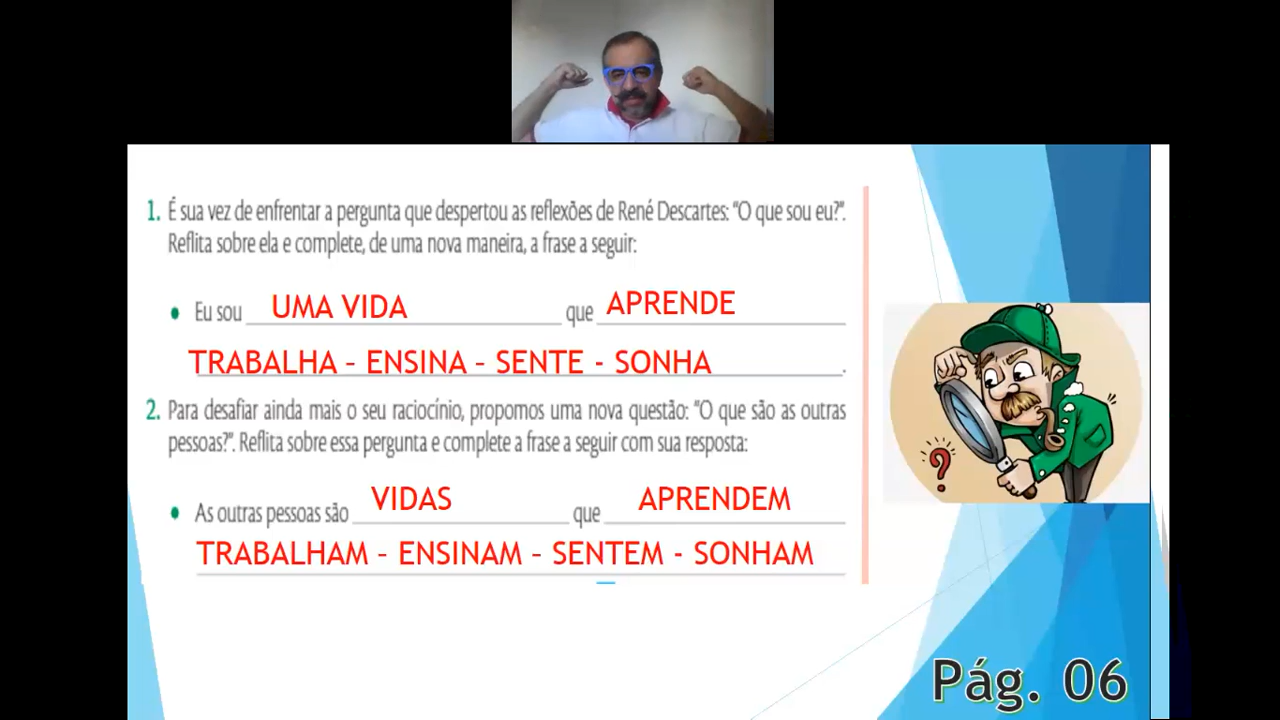 1. É sua vez de enfrentar a pergunta que despertou as reflexões de René Descartes: "O que sou eu?".
Reflita sobre ela e complete, de uma nova maneira, a frase a seguir:
• Eu sou UMA VIDA que APRENDE
TRABALHA – ENSINA – SENTE - SONHA.
2. Para desafiar ainda mais o seu raciocínio, propomos uma nova questão: "O que são as outras
pessoas?". Reflita sobre essa pergunta e complete a frase a seguir com sua resposta:
• As outras pessoas são VIDAS que APRENDEM
TRABALHAM – ENSINAM – SENTEM - SONHAM
?
Pág. 06